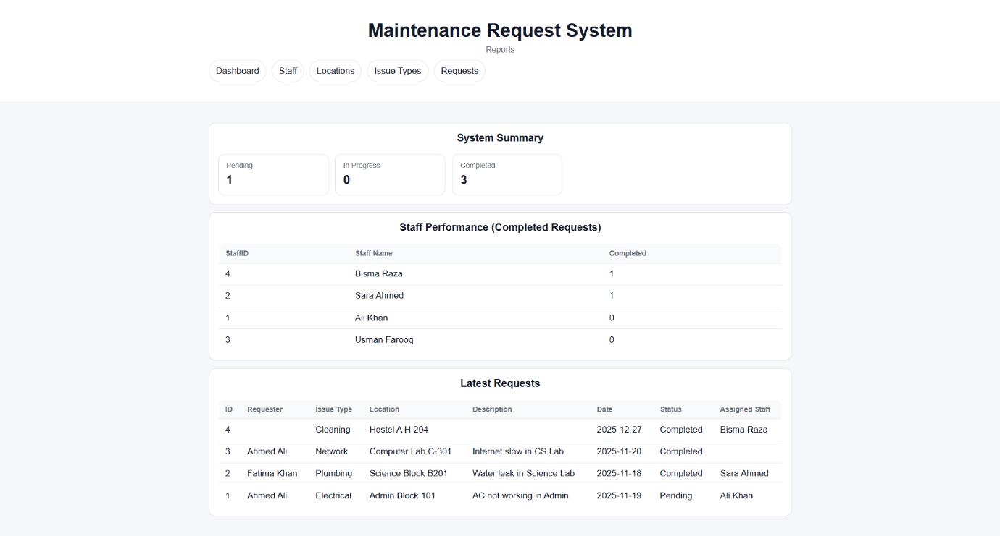 Maintenance Request System
Reports
Dashboard Staff Locations Issue Types Requests
System Summary
Pending In Progress Completed
1 0 3
Staff Performance (Completed Requests)
StaffID Staff Name Completed
4 Bisma Raza 1
2 Sara Ahmed 1
1 Ali Khan 0
3 Usman Farooq 0
Latest Requests
ID Requester Issue Type Location Description Date Status Assigned Staff
4 Cleaning Hostel A H-204 2025-12-27 Completed Bisma Raza
3 Ahmed Ali Network Computer Lab C-301 Internet slow in CS Lab 2025-11-20 Completed
2 Fatima Khan Plumbing Science Block B201 Water leak in Science Lab 2025-11-18 Completed Sara Ahmed
1 Ahmed Ali Electrical Admin Block 101 AC not working in Admin 2025-11-19 Pending Ali Khan